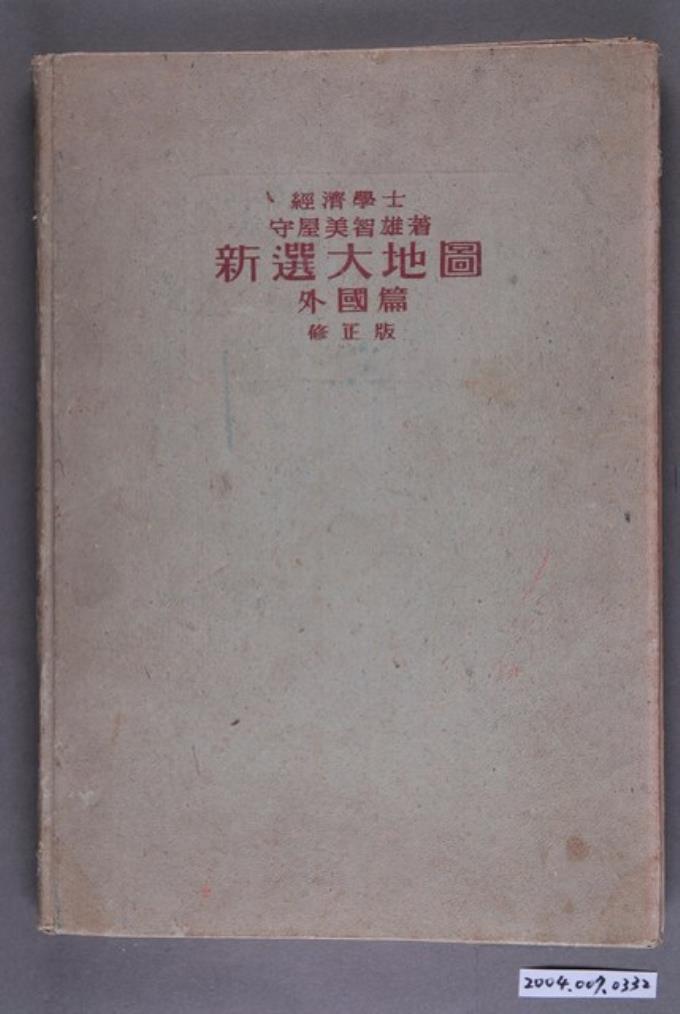 經濟學士
守屋美智雄著
新選大地圖
外國篇
修正版
2004.007.0332